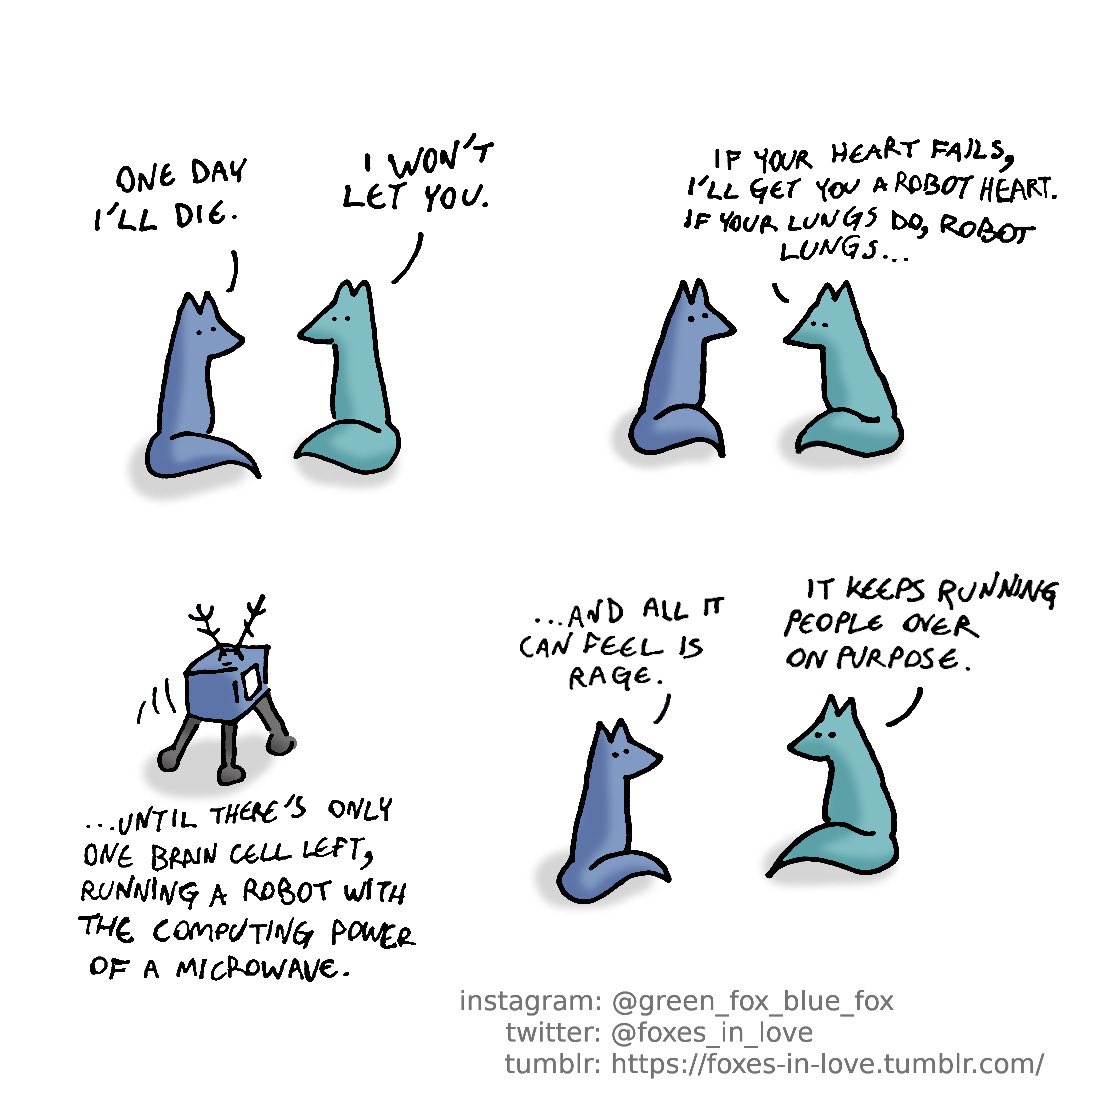 ONE DAY
I'LL DIE.
I WON'T
LET YOU.
IF YOUR HEART FAILS,
I'LL GET YOU A ROBOT HEART.
IF YOUR LUNGS DO, ROBOT
LUNGS...
...UNTIL THERE'S ONLY
ONE BRAIN CELL LEFT,
RUNNING A ROBOT WITH
THE COMPUTING POWER
OF A MICROWAVE.
...AND ALL IT
CAN FEEL IS
RAGE.
IT KEEPS RUNNING
PEOPLE OVER
ON PURPOSE.
instagram: @green_fox_blue_fox
twitter: @foxes_in_love
tumblr: https://foxes-in-love.tumblr.com/